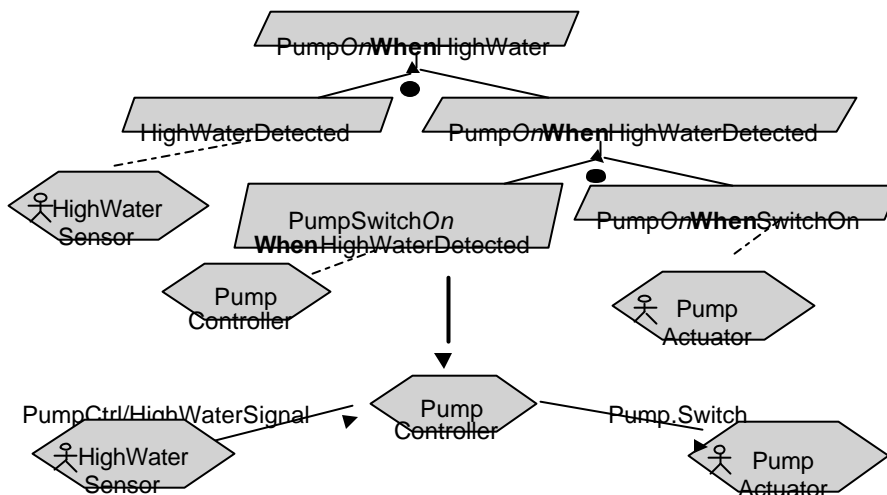 PumpOnWhenHighWater
HighWaterDetected
PumpOnWhenHighWaterDetected
HighWater
Sensor
PumpSwitchOn
WhenHighWaterDetected
PumpOnWhenSwitchOn
Pump
Controller
Pump
Actuator
PumpCtrl/HighWaterSignal
Pump
Controller
Pump.Switch
HighWater
Sensor
Pump
Actuator